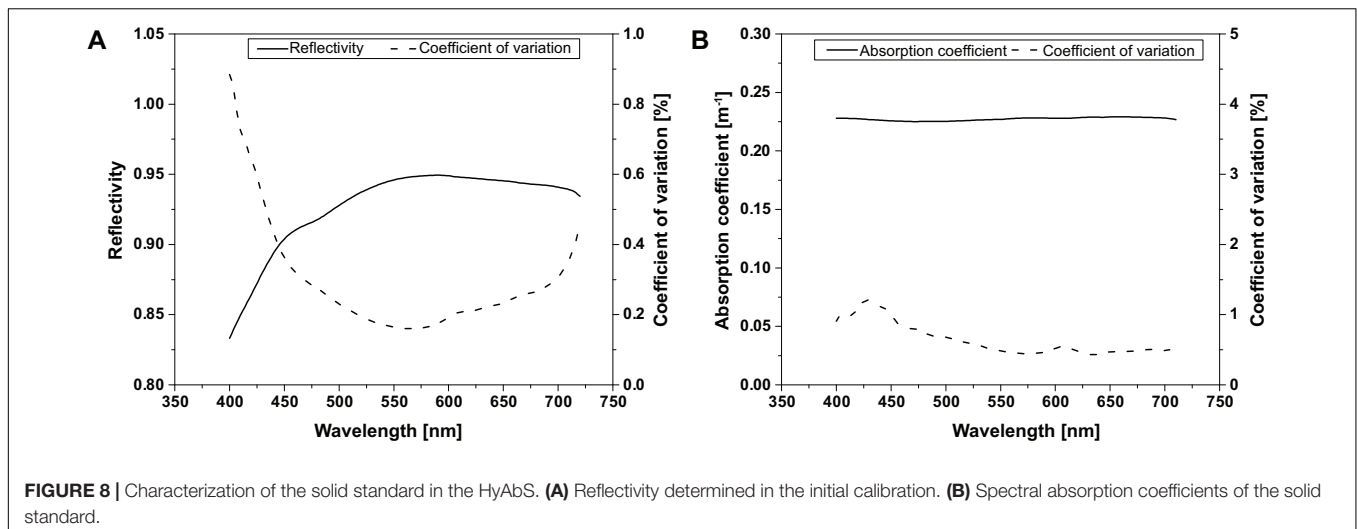 A
Reflectivity
Coefficient of variation
1.05
1.00
0.95
0.90
0.85
0.80
Reflectivity
1.0
0.8
0.6
0.4
0.2
0.0
Coefficient of variation [%]
350 400 450 500 550 600 650 700 750
Wavelength [nm]
B
Absorption coefficient
Coefficient of variation
0.30
0.25
0.20
0.15
0.10
0.05
0.00
Absorption coefficient [m-1]
5
4
3
2
1
0
Coefficient of variation [%]
350 400 450 500 550 600 650 700 750
Wavelength [nm]
FIGURE 8 | Characterization of the solid standard in the HyAbS. (A) Reflectivity determined in the initial calibration. (B) Spectral absorption coefficients of the solid
standard.